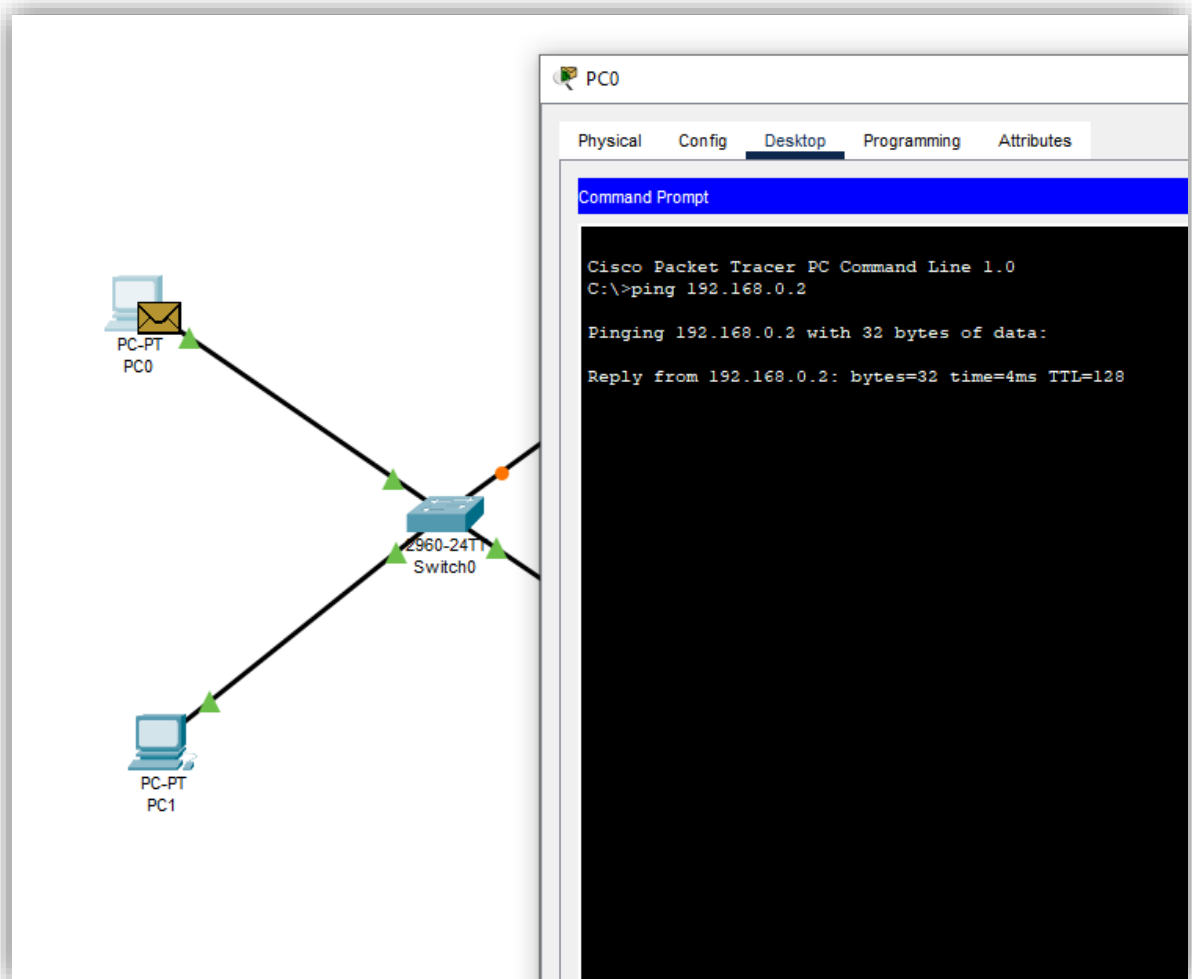 PC0
Physical Config Desktop Programming Attributes
Command Prompt
Cisco Packet Tracer PC Command Line 1.0
C:\>ping 192.168.0.2
Pinging 192.168.0.2 with 32 bytes of data:
Reply from 192.168.0.2: bytes=32 time=4ms TTL=128
PC-PT
PC0
2960-24TT
Switch0
PC-PT
PC1